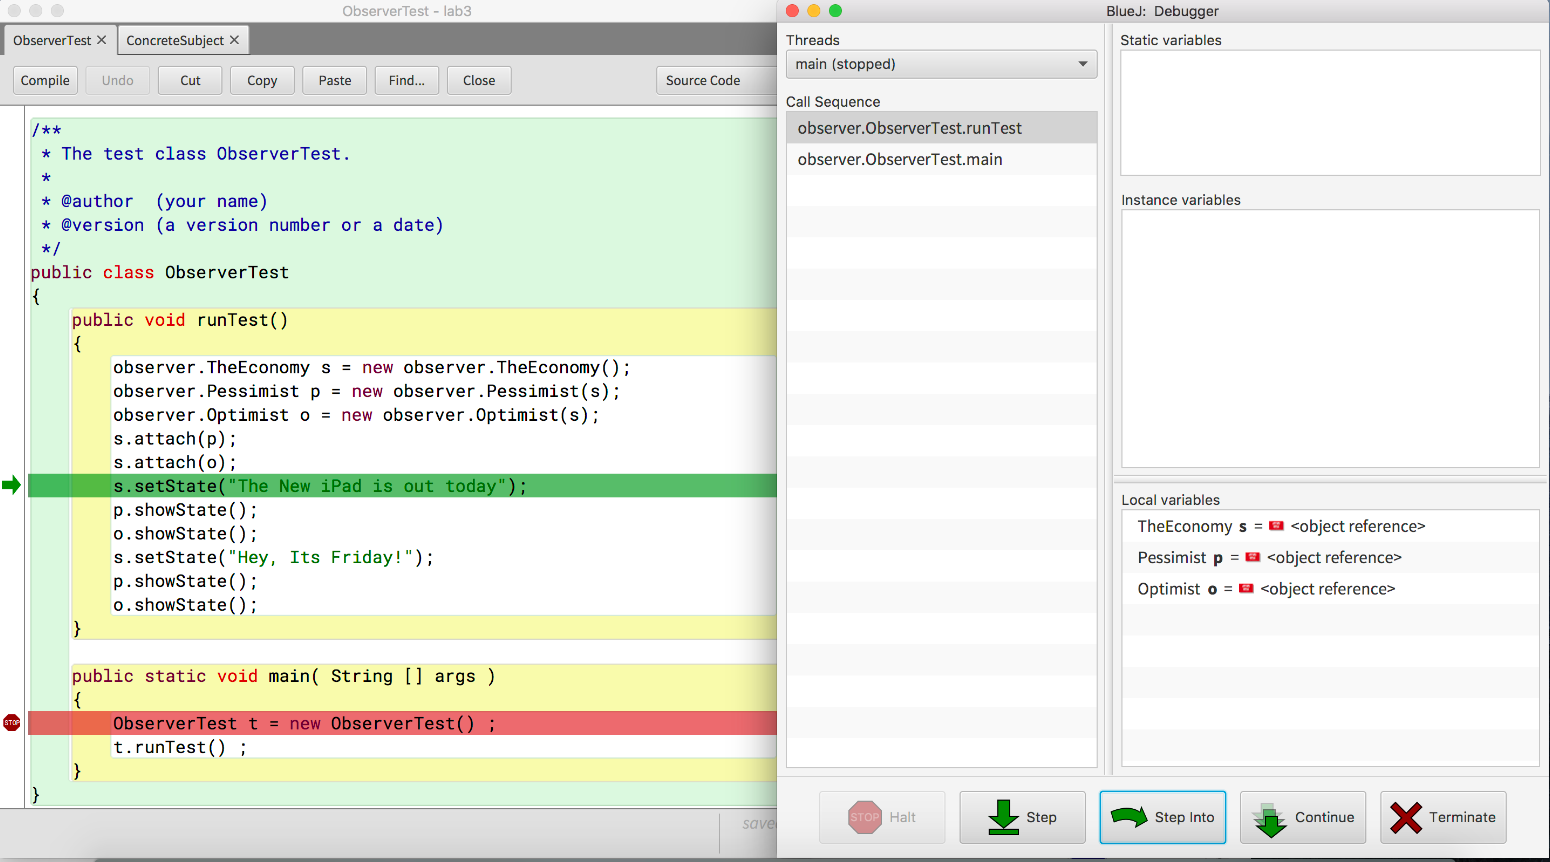 ObserverTest - lab3
ObserverTest ✕ ConcreteSubject ✕
Compile Undo Cut Copy Paste Find... Close Source Code
/**
 * The test class ObserverTest.
 *
 * @author  (your name)
 * @version (a version number or a date)
 */
public class ObserverTest
{
    public void runTest()
    {
        observer.TheEconomy s = new observer.TheEconomy();
        observer.Pessimist p = new observer.Pessimist(s);
        observer.Optimist o = new observer.Optimist(s);
        s.attach(p);
        s.attach(o);
        s.setState("The New iPad is out today");
        p.showState();
        o.showState();
        s.setState("Hey, Its Friday!");
        p.showState();
        o.showState();
    }
    public static void main( String [] args )
    {
STOP
        ObserverTest t = new ObserverTest() ;
        t.runTest() ;
    }
}
BlueJ:  Debugger
Threads
main (stopped)
Call Sequence
observer.ObserverTest.runTest
observer.ObserverTest.main
Static variables
Instance variables
Local variables
TheEconomy s = <object reference>
Pessimist p = <object reference>
Optimist o = <object reference>
STOP Halt Step Step Into Continue Terminate